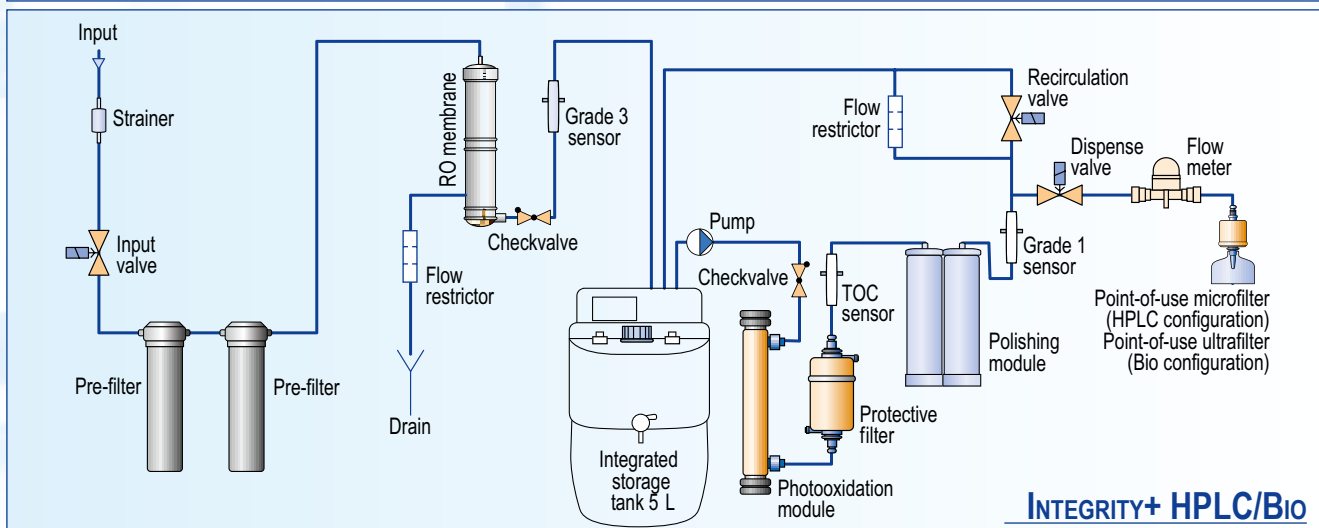 Input
Strainer
Input
valve
Pre-filter
Pre-filter
RO membrane
Flow
restrictor
Drain
Checkvalve
Grade 3
sensor
Integrated
storage
tank 5 L
Pump
Checkvalve
Photooxidation
module
TOC
sensor
Protective
filter
Polishing
module
Grade 1
sensor
Flow
restrictor
Recirculation
valve
Dispense
valve
Flow
meter
Point-of-use microfilter
(HPLC configuration)
Point-of-use ultrafilter
(Bio configuration)
INTEGRITY+ HPLC/BIO